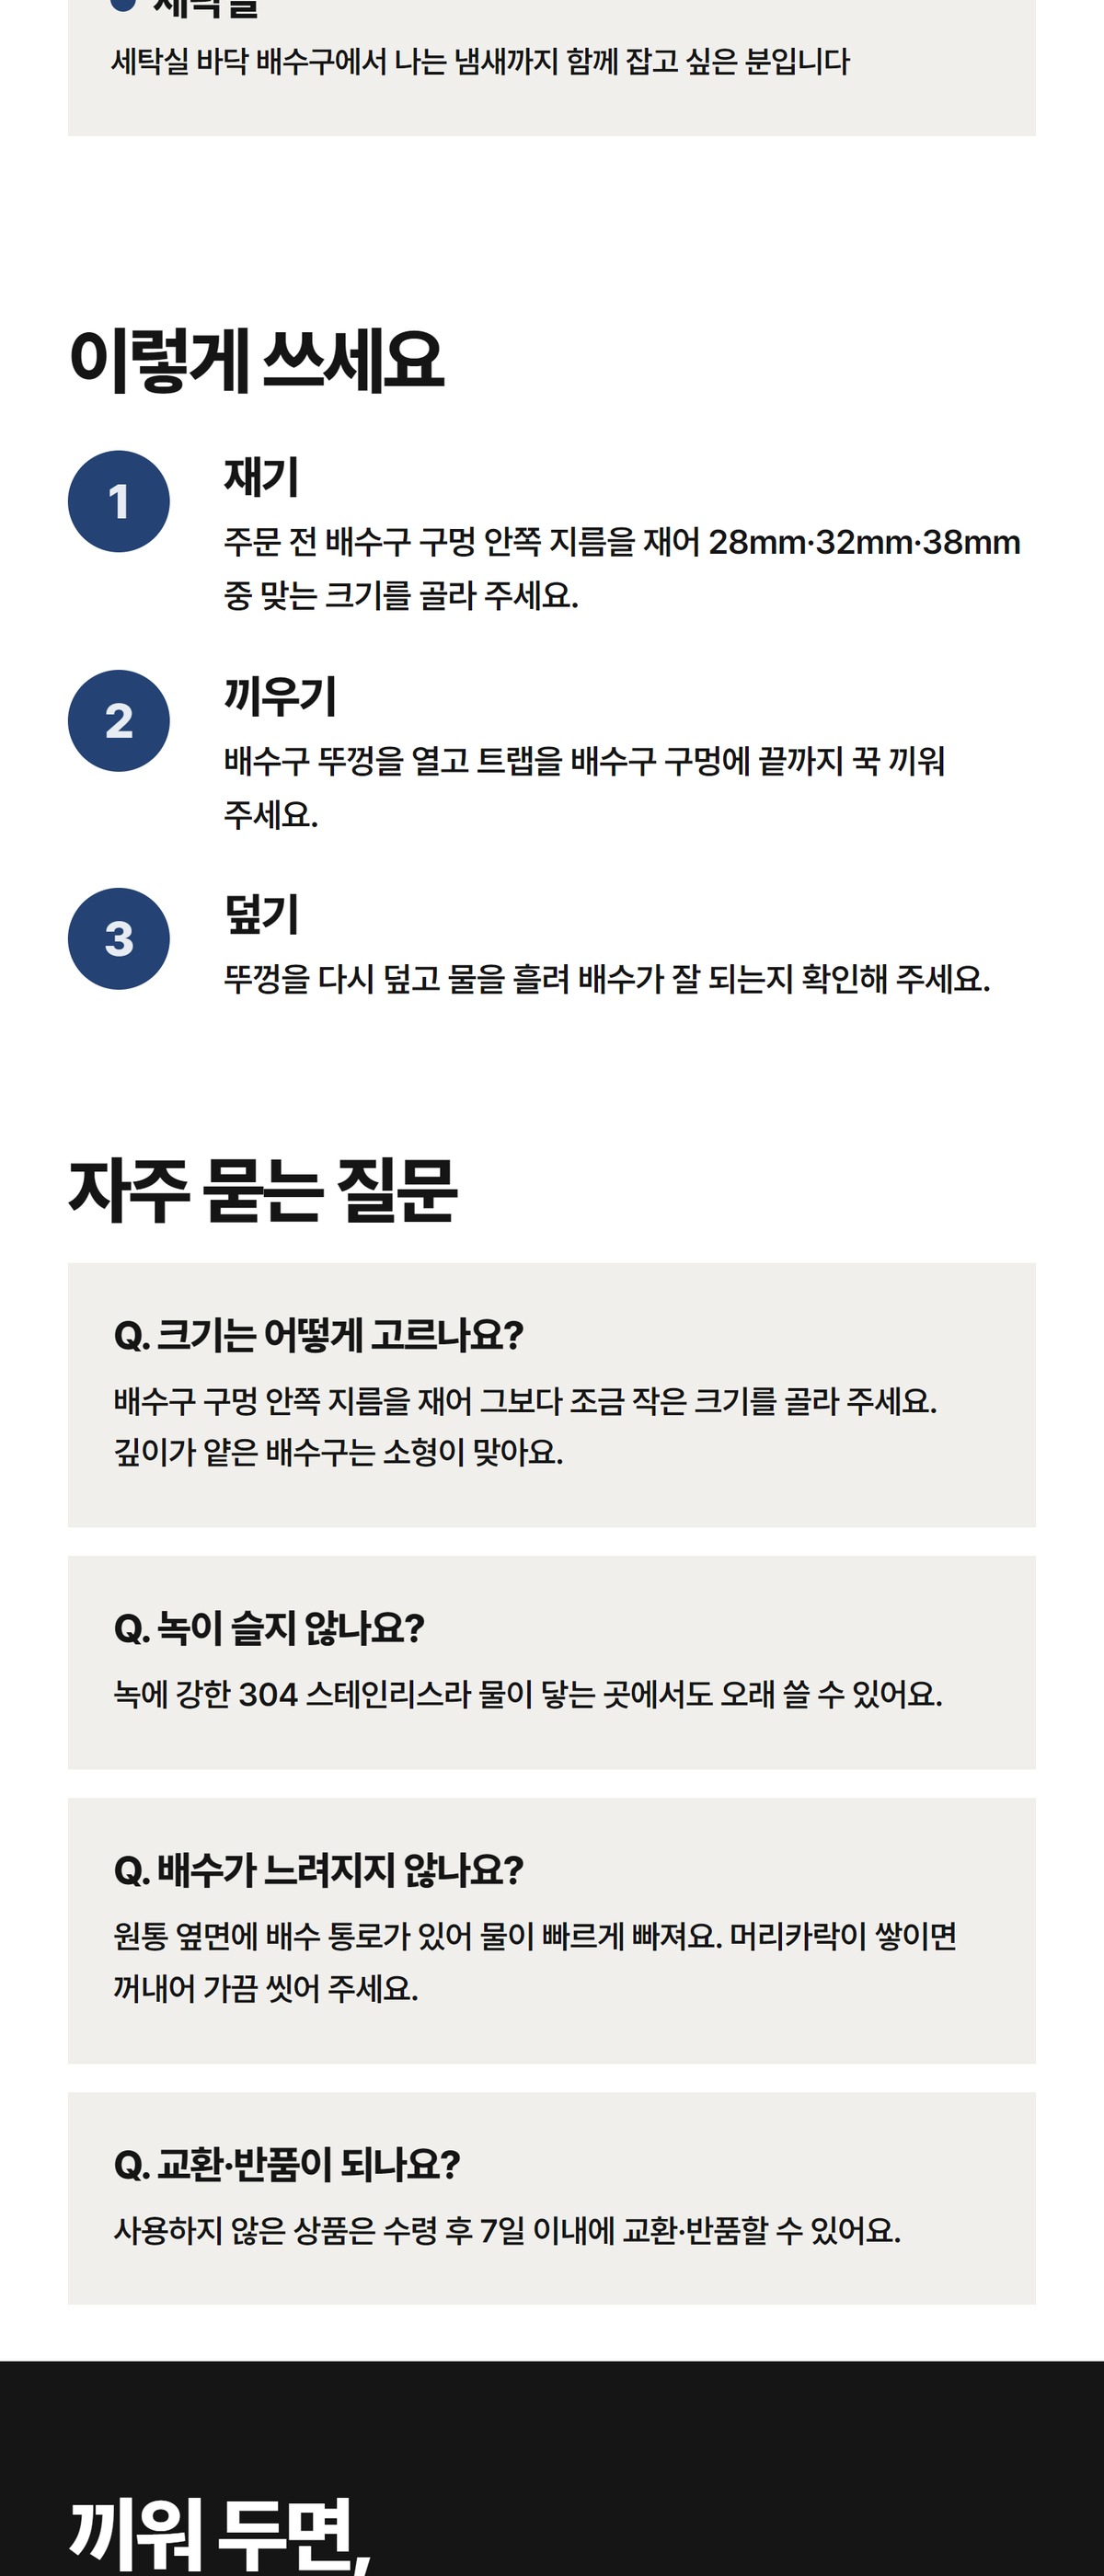 세탁실 바닥 배수구에서 나는 냄새까지 함께 잡고 싶은 분입니다
이렇게 쓰세요
1
재기
주문 전 배수구 구멍 안쪽 지름을 재어 28mm·32mm·38mm
중 맞는 크기를 골라 주세요.
2
끼우기
배수구 뚜껑을 열고 트랩을 배수구 구멍에 끝까지 꾹 끼워
주세요.
3
덮기
뚜껑을 다시 덮고 물을 흘려 배수가 잘 되는지 확인해 주세요.
자주 묻는 질문
Q. 크기는 어떻게 고르나요?
배수구 구멍 안쪽 지름을 재어 그보다 조금 작은 크기를 골라 주세요.
깊이가 얕은 배수구는 소형이 맞아요.
Q. 녹이 슬지 않나요?
녹에 강한 304 스테인리스라 물이 닿는 곳에서도 오래 쓸 수 있어요.
Q. 배수가 느려지지 않나요?
원통 옆면에 배수 통로가 있어 물이 빠르게 빠져요. 머리카락이 쌓이면
꺼내어 가끔 씻어 주세요.
Q. 교환·반품이 되나요?
사용하지 않은 상품은 수령 후 7일 이내에 교환·반품할 수 있어요.
끼워 두면,